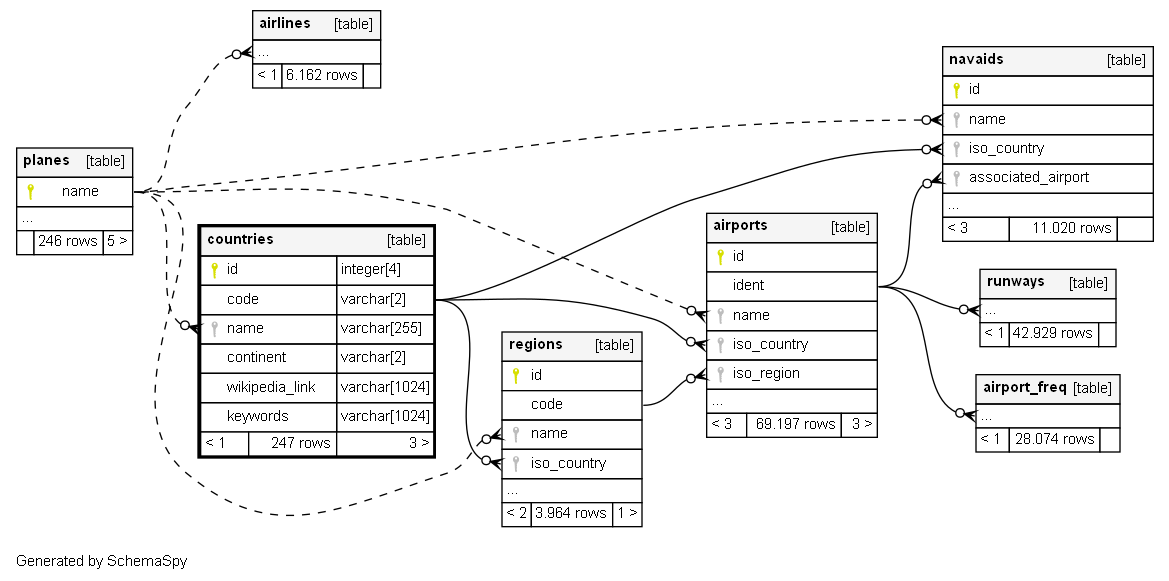 airlines [table]
...
< 1 6.162 rows
planes [table]
name
...
246 rows 5 >
countries [table]
id integer[4]
code varchar[2]
name varchar[255]
continent varchar[2]
wikipedia_link varchar[1024]
keywords varchar[1024]
< 1 247 rows 3 >
regions [table]
id
code
name
iso_country
...
< 2 3.964 rows 1 >
airports [table]
id
ident
name
iso_country
iso_region
...
< 3 69.197 rows 3 >
navaids [table]
id
name
iso_country
associated_airport
...
< 3 11.020 rows
runways [table]
...
< 1 42.929 rows
airport_freq [table]
...
< 1 28.074 rows
Generated by SchemaSpy